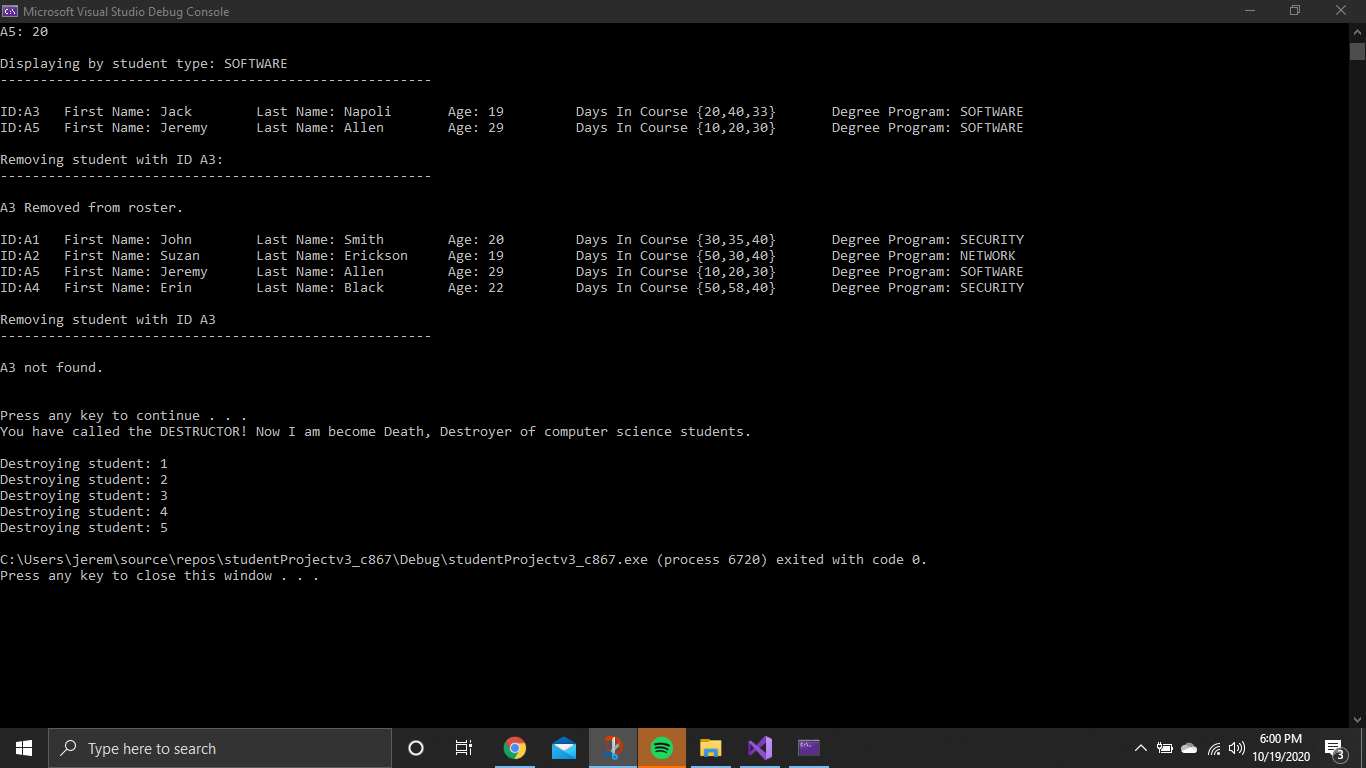 Microsoft Visual Studio Debug Console
A5: 20
Displaying by student type: SOFTWARE
------------------------------------------------------
ID:A3 First Name: Jack Last Name: Napoli Age: 19 Days In Course {20,40,33} Degree Program: SOFTWARE
ID:A5 First Name: Jeremy Last Name: Allen Age: 29 Days In Course {10,20,30} Degree Program: SOFTWARE
Removing student with ID A3:
------------------------------------------------------
A3 Removed from roster.
ID:A1 First Name: John Last Name: Smith Age: 20 Days In Course {30,35,40} Degree Program: SECURITY
ID:A2 First Name: Suzan Last Name: Erickson Age: 19 Days In Course {50,30,40} Degree Program: NETWORK
ID:A5 First Name: Jeremy Last Name: Allen Age: 29 Days In Course {10,20,30} Degree Program: SOFTWARE
ID:A4 First Name: Erin Last Name: Black Age: 22 Days In Course {50,58,40} Degree Program: SECURITY
Removing student with ID A3
------------------------------------------------------
A3 not found.
Press any key to continue . . .
You have called the DESTRUCTOR! Now I am become Death, Destroyer of computer science students.
Destroying student: 1
Destroying student: 2
Destroying student: 3
Destroying student: 4
Destroying student: 5
C:\Users\jerem\source\repos\studentProjectv3_c867\Debug\studentProjectv3_c867.exe (process 6720) exited with code 0.
Press any key to close this window . . .
Type here to search
6:00 PM
10/19/2020
3